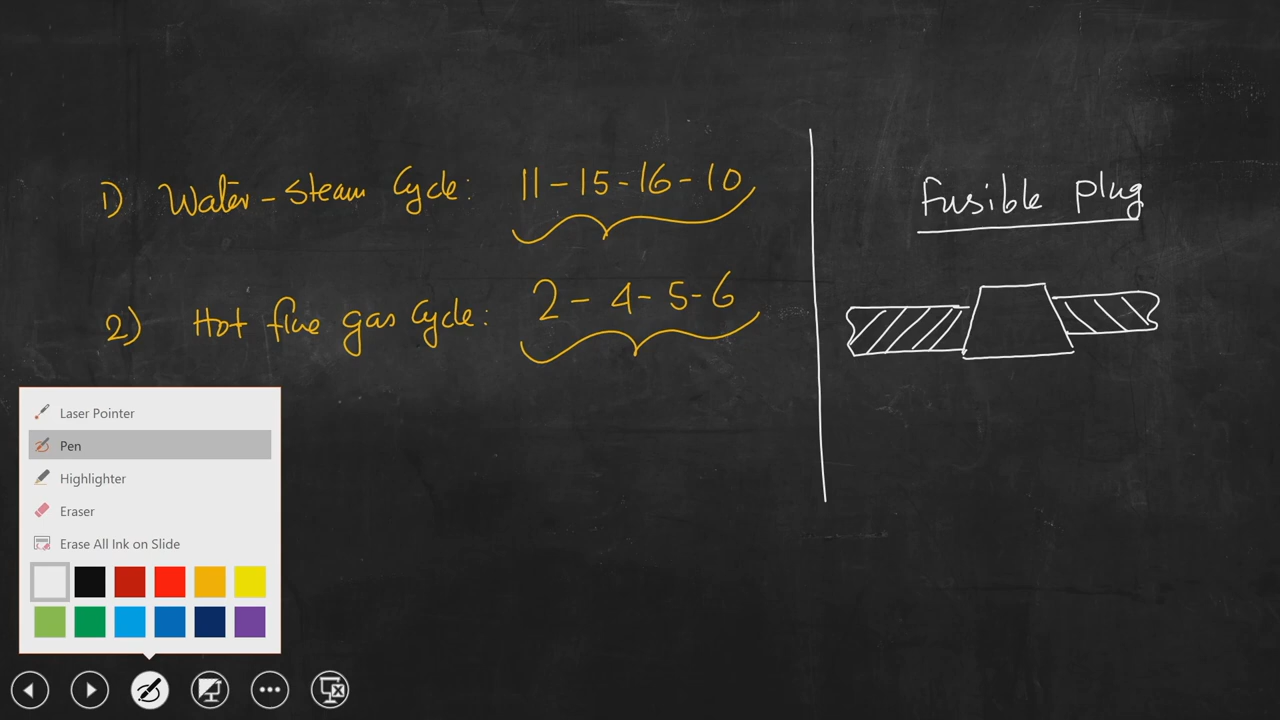 1) Water-Steam Cycle: 11-15-16-10
2) Hot flue gas Cycle: 2-4-5-6
Fusible Plug
Laser Pointer
Pen
Highlighter
Eraser
Erase All Ink on Slide